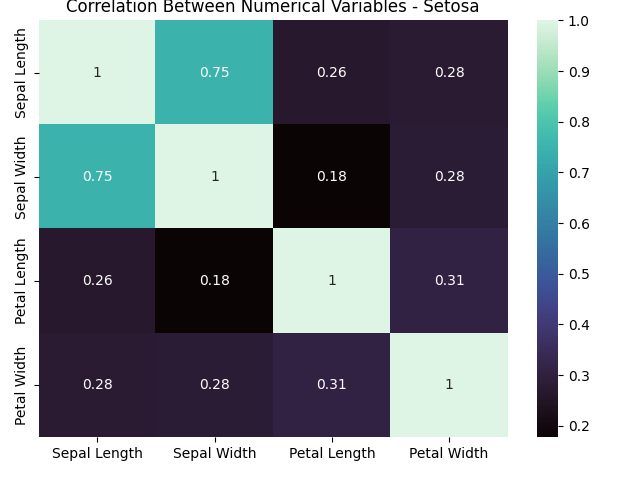 Correlation Between Numerical Variables - Setosa
Sepal Length
1
0.75
0.26
0.28
Sepal Width
0.75
1
0.18
0.28
Petal Length
0.26
0.18
1
0.31
Petal Width
0.28
0.28
0.31
1
Sepal Length
Sepal Width
Petal Length
Petal Width
1.0
0.9
0.8
0.7
0.6
0.5
0.4
0.3
0.2